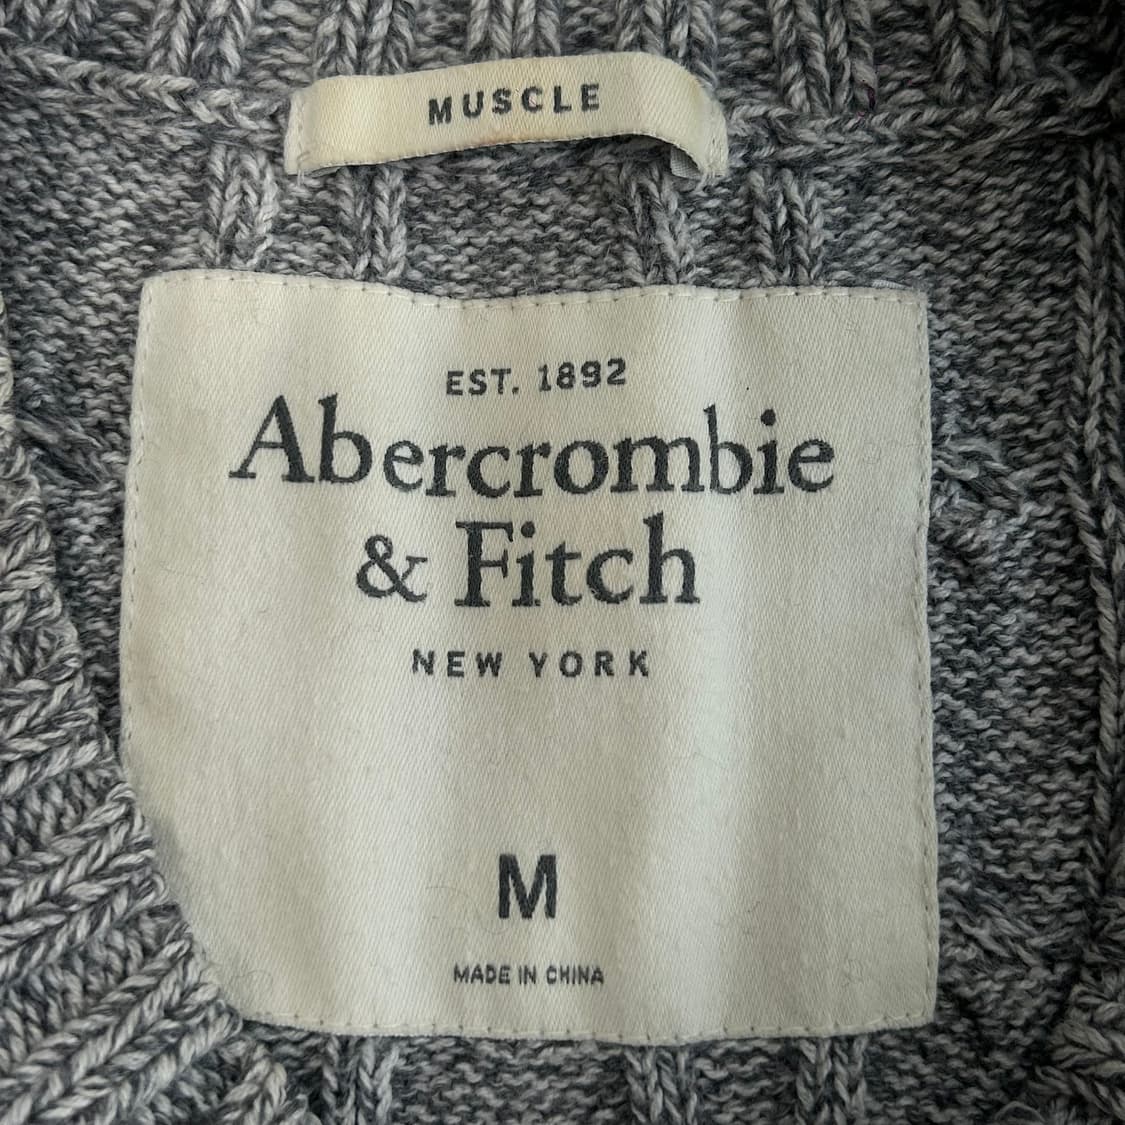 MUSCLE
EST. 1892
Abercrombie
& Fitch
NEW YORK
M
MADE IN CHINA